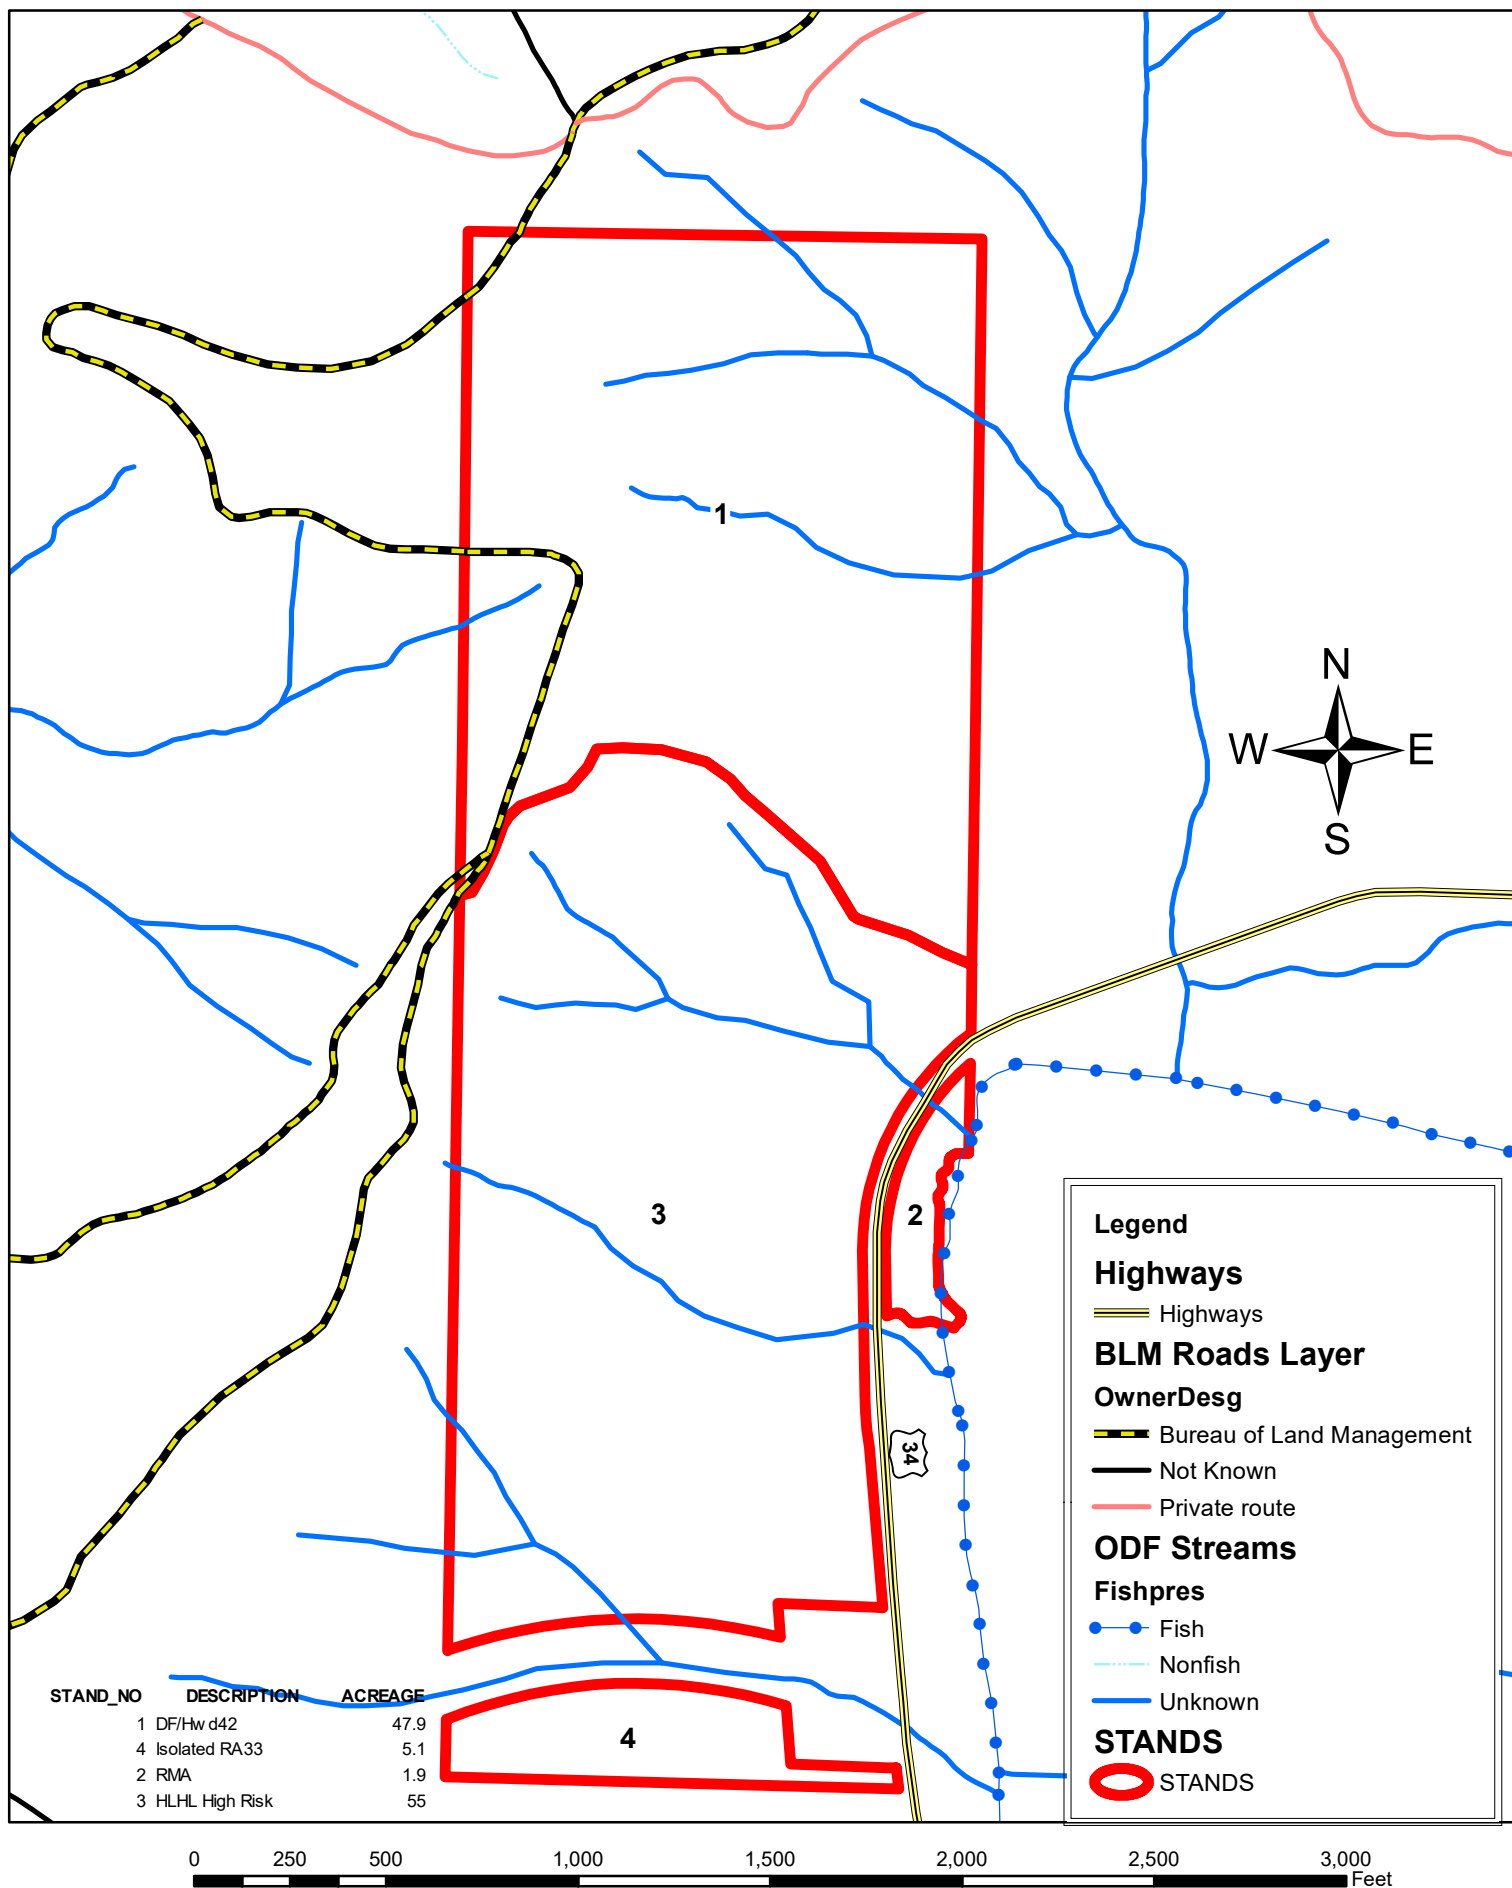 1
N
W E
S
3
2
34
4
Legend
Highways
Highways
BLM Roads Layer
OwnerDesg
Bureau of Land Management
Not Known
Private route
ODF Streams
Fishpres
Fish
Nonfish
Unknown
STANDS
STANDS
STAND_NO DESCRIPTION ACREAGE
1 DF/Hwd42 47.9
4 Isolated RA33 5.1
2 RMA 1.9
3 HLHL High Risk 55
0 250 500 1,000 1,500 2,000 2,500 3,000
Feet